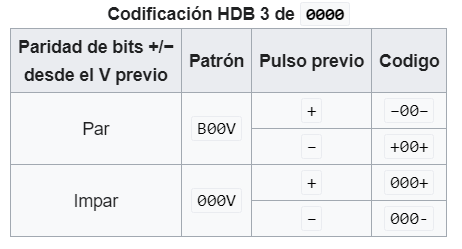 Codificación HDB 3 de 0000
Paridad de bits +/− desde el V previo Patrón Pulso previo Codigo
Par B00V + −00−
− +00+
Impar 000V + 000+
− 000-